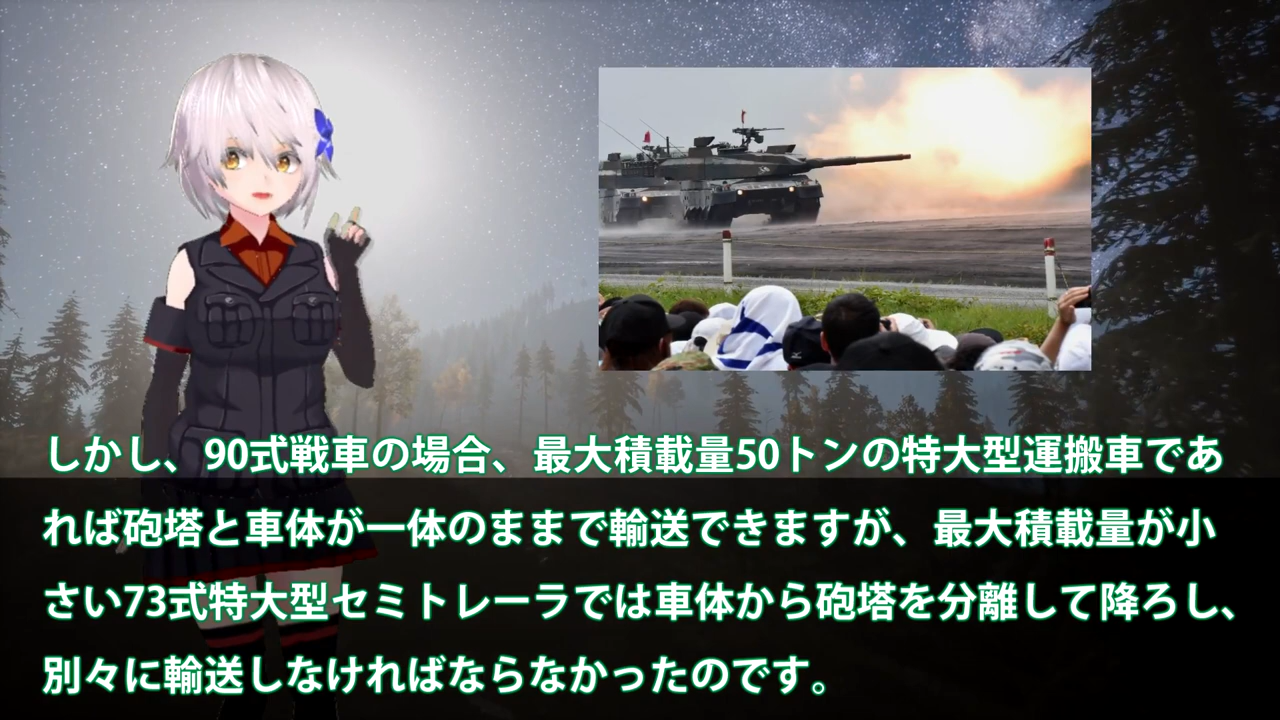 しかし、90式戦車の場合、最大積載量50トンの特大型運搬車であ
れば砲塔と車体が一体のままで輸送できますが、最大積載量が小
さい73式特大型セミトレーラでは車体から砲塔を分離して降ろし、
別々に輸送しなければならなかったのです。